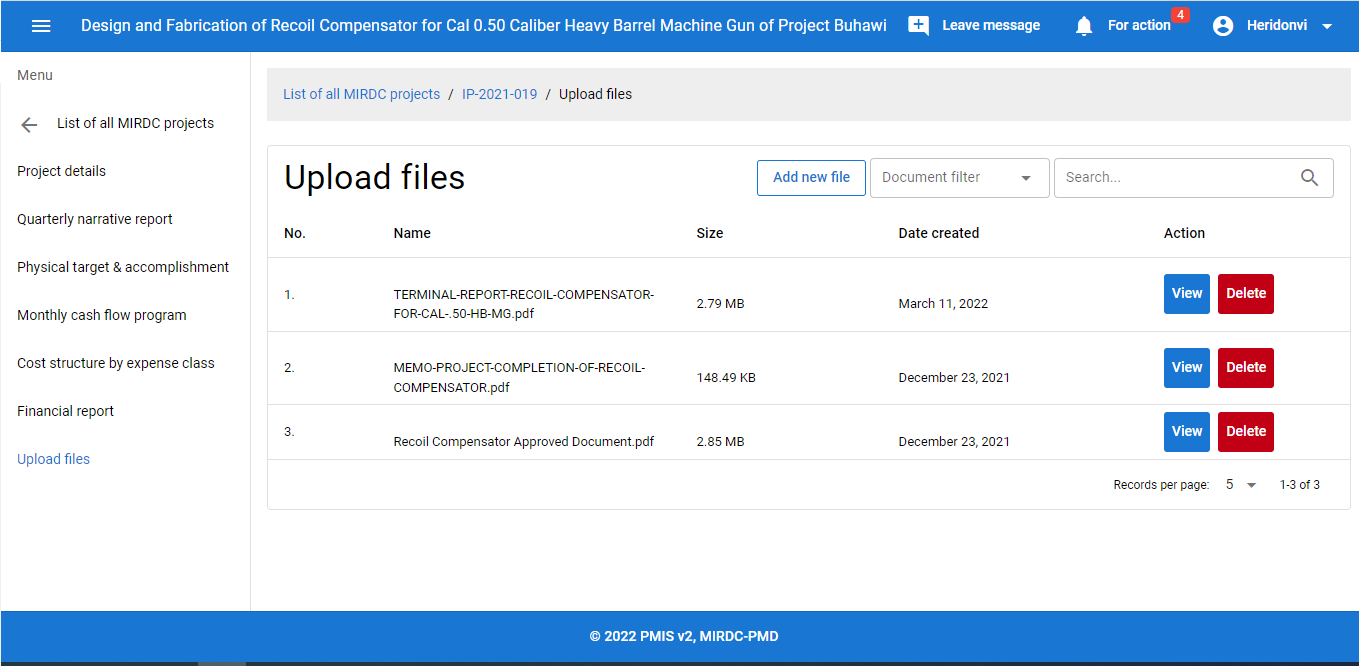 Design and Fabrication of Recoil Compensator for Cal 0.50 Caliber Heavy Barrel Machine Gun of Project Buhawi
Leave message
For action
4
Heridonvi
Menu
List of all MIRDC projects
Project details
Quarterly narrative report
Physical target & accomplishment
Monthly cash flow program
Cost structure by expense class
Financial report
Upload files
List of all MIRDC projects / IP-2021-019 / Upload files
Upload files
Add new file
Document filter
Search...
No. Name Size Date created Action
1. TERMINAL-REPORT-RECOIL-COMPENSATOR-
FOR-CAL-.50-HB-MG.pdf 2.79 MB March 11, 2022 View Delete
2. MEMO-PROJECT-COMPLETION-OF-RECOIL-
COMPENSATOR.pdf 148.49 KB December 23, 2021 View Delete
3. Recoil Compensator Approved Document.pdf 2.85 MB December 23, 2021 View Delete
Records per page: 5 1-3 of 3
© 2022 PMIS v2, MIRDC-PMD